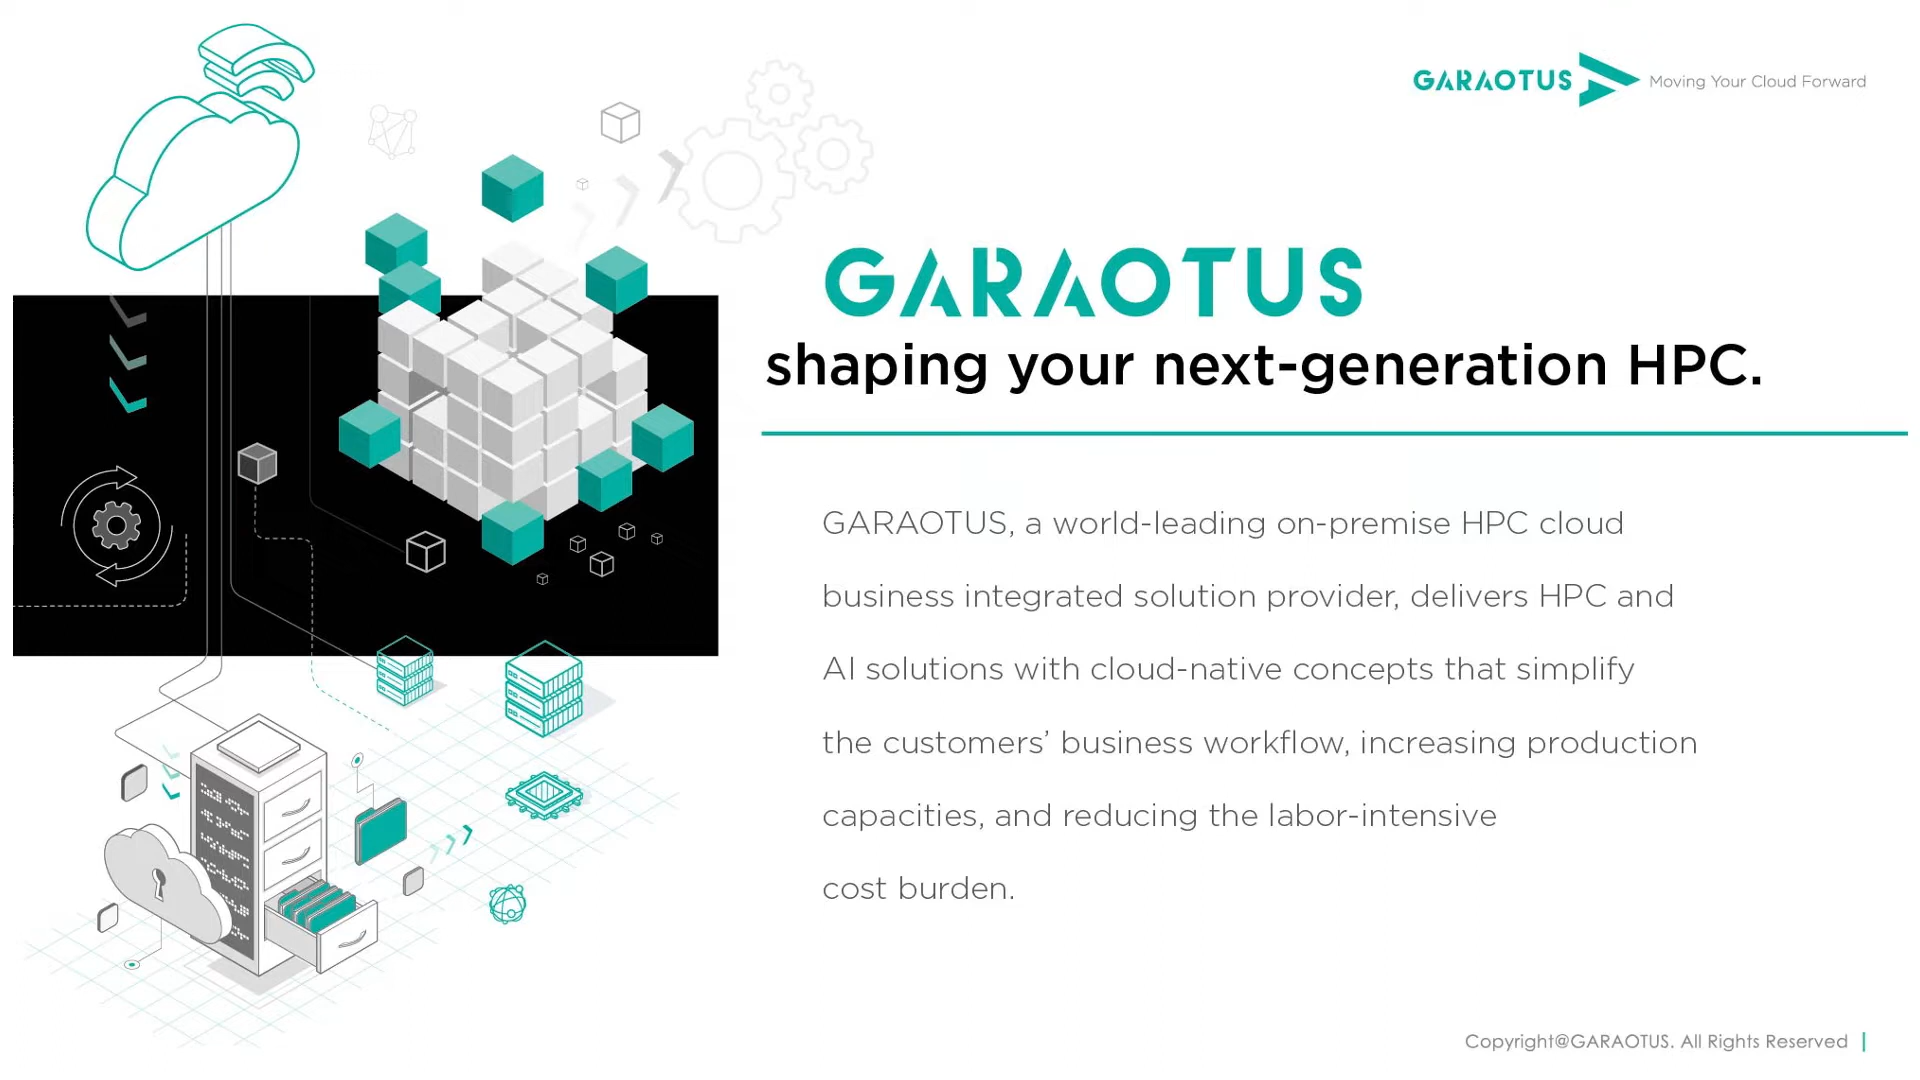 GARAOTUS Moving Your Cloud Forward
GARAOTUS
shaping your next-generation HPC.
GARAOTUS, a world-leading on-premise HPC cloud
business integrated solution provider, delivers HPC and
AI solutions with cloud-native concepts that simplify
the customers’ business workflow, increasing production
capacities, and reducing the labor-intensive
cost burden.
Copyright@GARAOTUS. All Rights Reserved